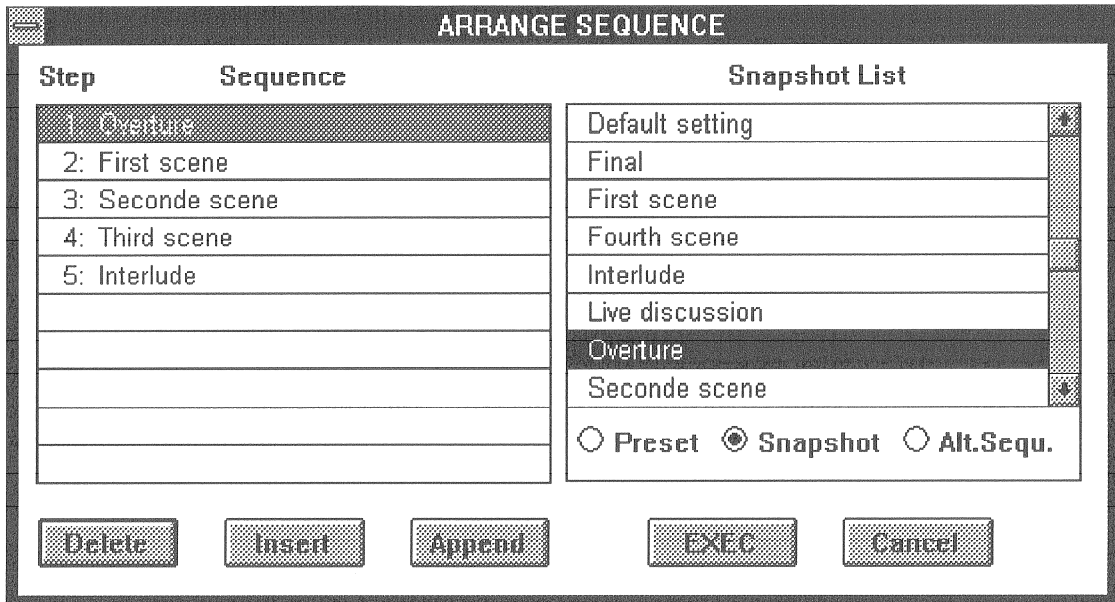 ARRANGE SEQUENCE
Step Sequence
1: Overture
2: First scene
3: Seconde scene
4: Third scene
5: Interlude
Snapshot List
Default setting
Final
First scene
Fourth scene
Interlude
Live discussion
Overture
Seconde scene
Preset Snapshot Alt.Sequ.
Delete Insert Append EXEC Cancel